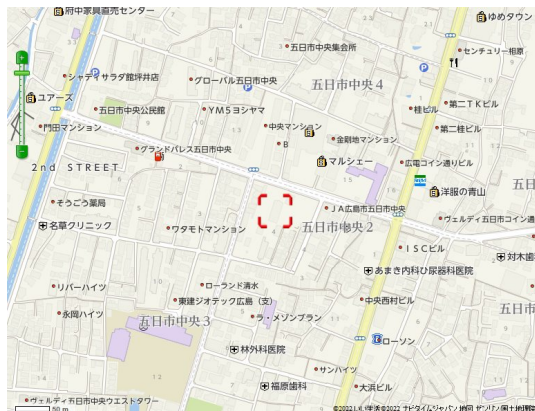 府中家具直売センター
ゆめタウン
五日市中央集会所
センチュリー相原
シャディサラダ館坪井店
グローバル五日市中央
五日市中央4
ユアーズ
五日市中央公民館
YM5ヨシヤマ
桂ビル
第二TKビル
門田マンション
中央マンション
第二桂ビル
B
金剛地マンション
グランドパレス五日市中央
マルシェー
広電コイン通りビル
2nd STREET
洋服の青山
五日
そうごう薬局
JA広島市五日市中央
ヴェルディ五日市コイン通
名草クリニック
ワタモトマンション
五日市中央2
ISCビル
対木歯
あまき内科ひ尿器科医院
リバーハイツ
ローランド清水
東建ジオテック広島（支）
中央西村ビル
五日市
永岡ハイツ
五日市中央3
ラ・メゾンブラン
ローソン
林外科医院
サンハイツ
福原歯科
大浜ビル
ヴェルディ五日市中央ウエストタワー
50 m